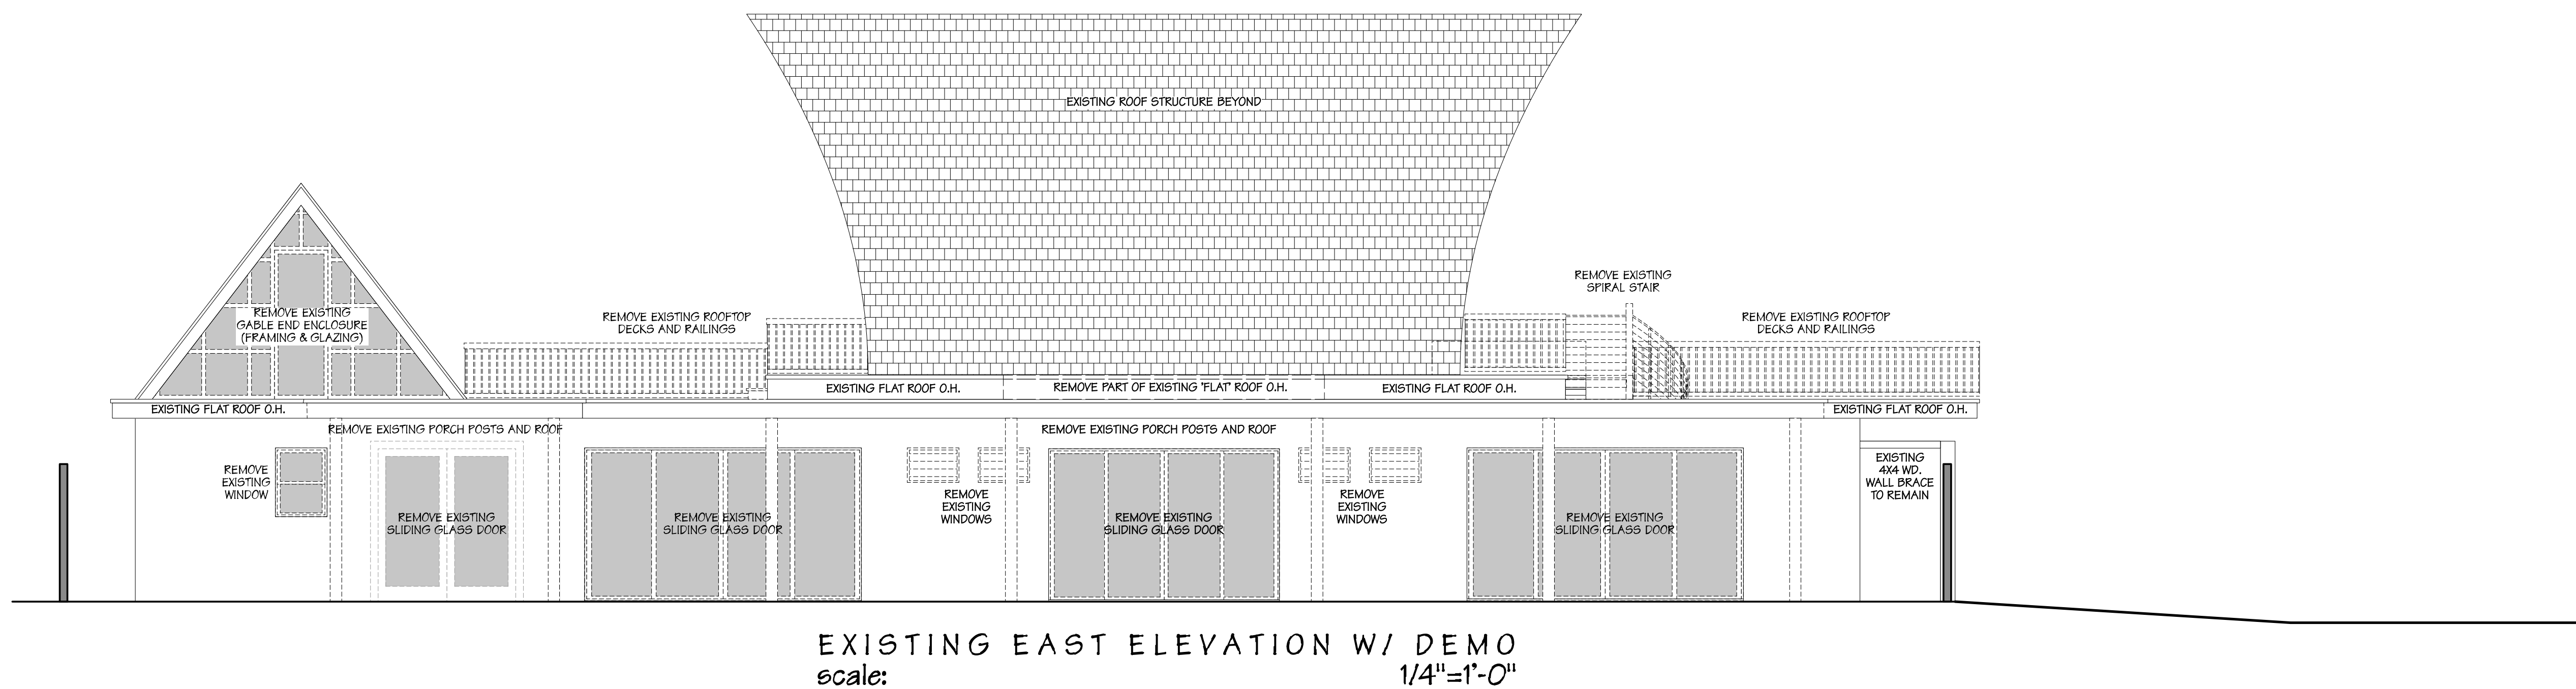 EXISTING ROOF STRUCTURE BEYOND
REMOVE EXISTING
SPIRAL STAIR
REMOVE EXISTING
GABLE END ENCLOSURE
(FRAMING & GLAZING)
REMOVE EXISTING ROOFTOP
DECKS AND RAILINGS
REMOVE EXISTING ROOFTOP
DECKS AND RAILINGS
EXISTING FLAT ROOF O.H.
REMOVE PART OF EXISTING "FLAT" ROOF O.H.
EXISTING FLAT ROOF O.H.
EXISTING FLAT ROOF O.H.
EXISTING FLAT ROOF O.H.
REMOVE EXISTING PORCH POSTS AND ROOF
REMOVE EXISTING PORCH POSTS AND ROOF
REMOVE
EXISTING
WINDOW
REMOVE EXISTING
SLIDING GLASS DOOR
REMOVE EXISTING
SLIDING GLASS DOOR
REMOVE
EXISTING
WINDOWS
REMOVE EXISTING
SLIDING GLASS DOOR
REMOVE
EXISTING
WINDOWS
REMOVE EXISTING
SLIDING GLASS DOOR
EXISTING
4X4 WD.
WALL BRACE
TO REMAIN
EXISTING EAST ELEVATION W/ DEMO
scale: 1/4"=1'-0"